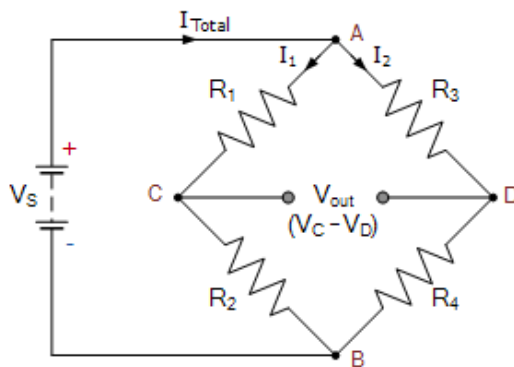 I_Total
A
I₁
I₂
R₁
R₃
+
V_S
C
V_out
D
(V_C – V_D)
-
R₂
R₄
B